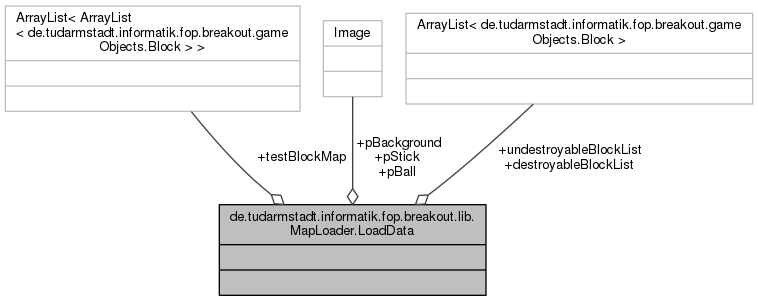 ArrayList< ArrayList
< de.tudarmstadt.informatik.fop.breakout.game
Objects.Block > >
Image
ArrayList< de.tudarmstadt.informatik.fop.breakout.game
Objects.Block >
+testBlockMap
+pBackground
+pStick
+pBall
+undestroyableBlockList
+destroyableBlockList
de.tudarmstadt.informatik.fop.breakout.lib.
MapLoader.LoadData